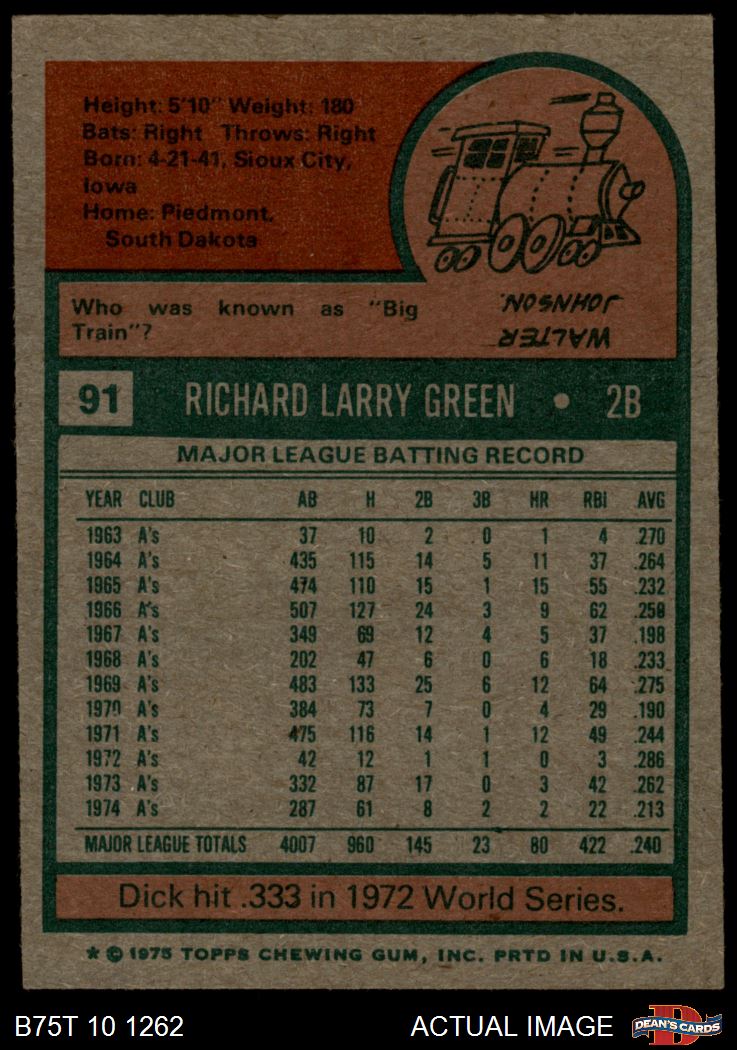 Height: 5'10" Weight: 180
Bats: Right Throws: Right
Born: 4-21-41, Sioux City,
Iowa
Home: Piedmont,
South Dakota
Who was known as "Big
Train"?
WALTER
JOHNSON.
91 RICHARD LARRY GREEN • 2B
MAJOR LEAGUE BATTING RECORD
YEAR CLUB AB H 2B 3B HR RBI AVG
1963 A's 37 10 2 0 1 4 .270
1964 A's 435 115 14 5 11 37 .264
1965 A's 474 110 15 1 15 55 .232
1966 A's 507 127 24 3 9 62 .250
1967 A's 349 69 12 4 5 37 .198
1968 A's 202 47 6 0 6 18 .233
1969 A's 483 133 25 6 12 64 .275
1970 A's 384 73 7 0 4 29 .190
1971 A's 475 116 14 1 12 49 .244
1972 A's 42 12 1 1 0 3 .286
1973 A's 332 87 17 0 3 42 .262
1974 A's 287 61 8 2 2 22 .213
MAJOR LEAGUE TOTALS 4007 960 145 23 80 422 .240
Dick hit .333 in 1972 World Series.
* © 1975 TOPPS CHEWING GUM, INC. PRTD IN U.S.A.
B75T 10 1262 ACTUAL IMAGE DEAN'S CARDS